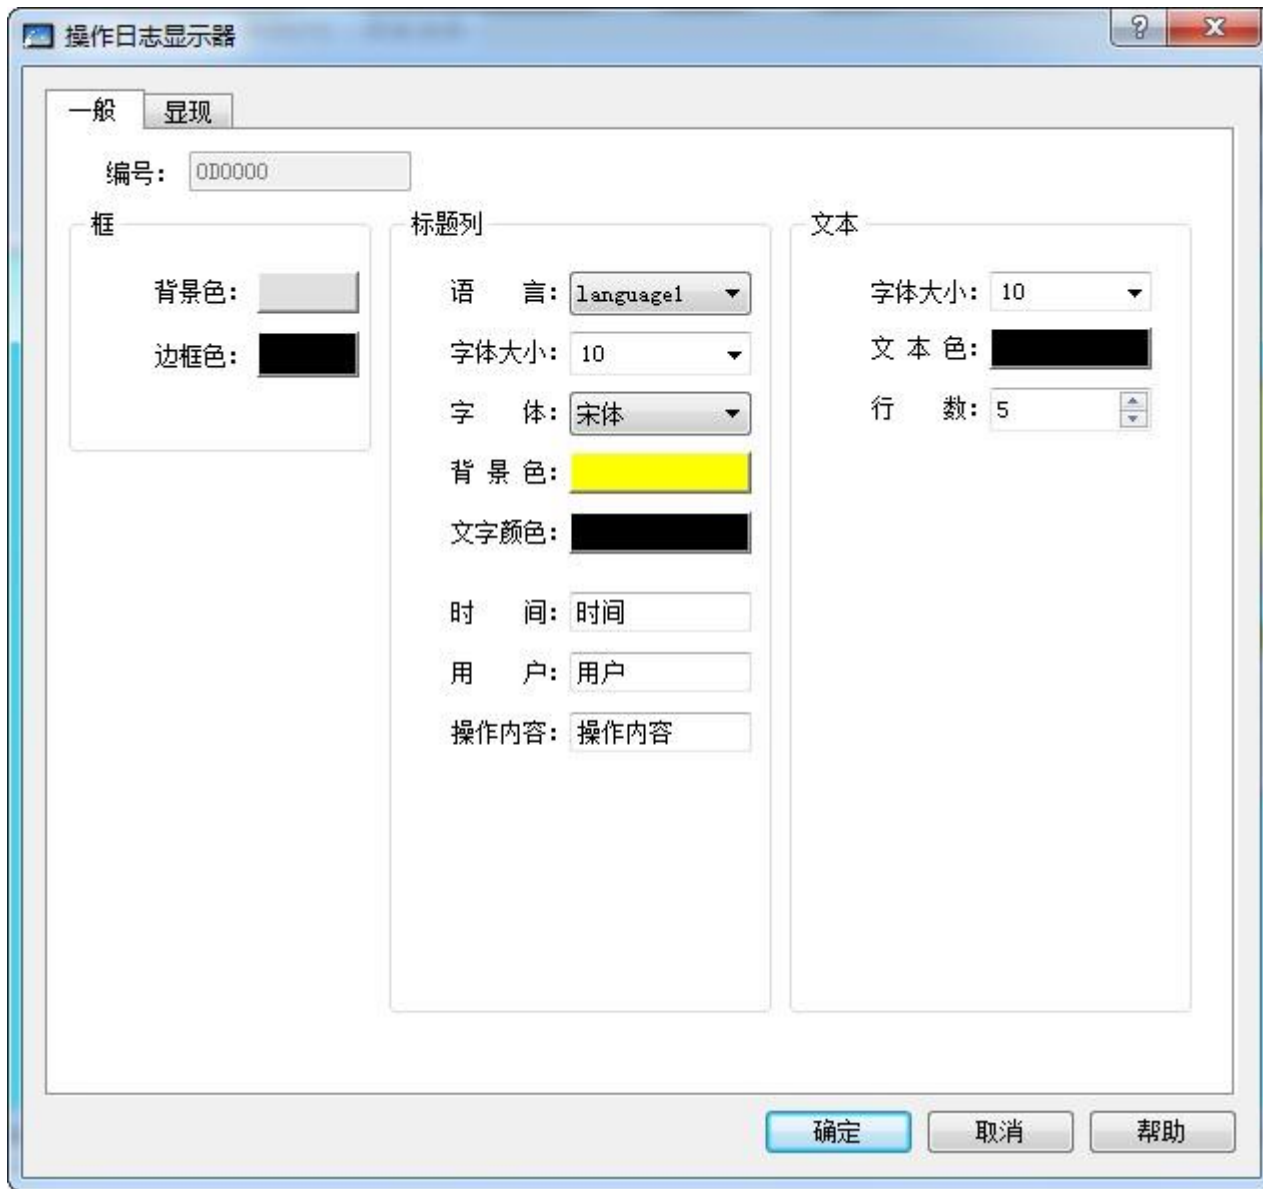 操作日志显示器
一般 显现
编号： OD0000
框
背景色：
边框色：
标题列
语 言： language1
字体大小： 10
字 体： 宋体
背 景 色：
文字颜色：
时 间： 时间
用 户： 用户
操作内容： 操作内容
文本
字体大小： 10
文 本 色：
行 数： 5
确定 取消 帮助